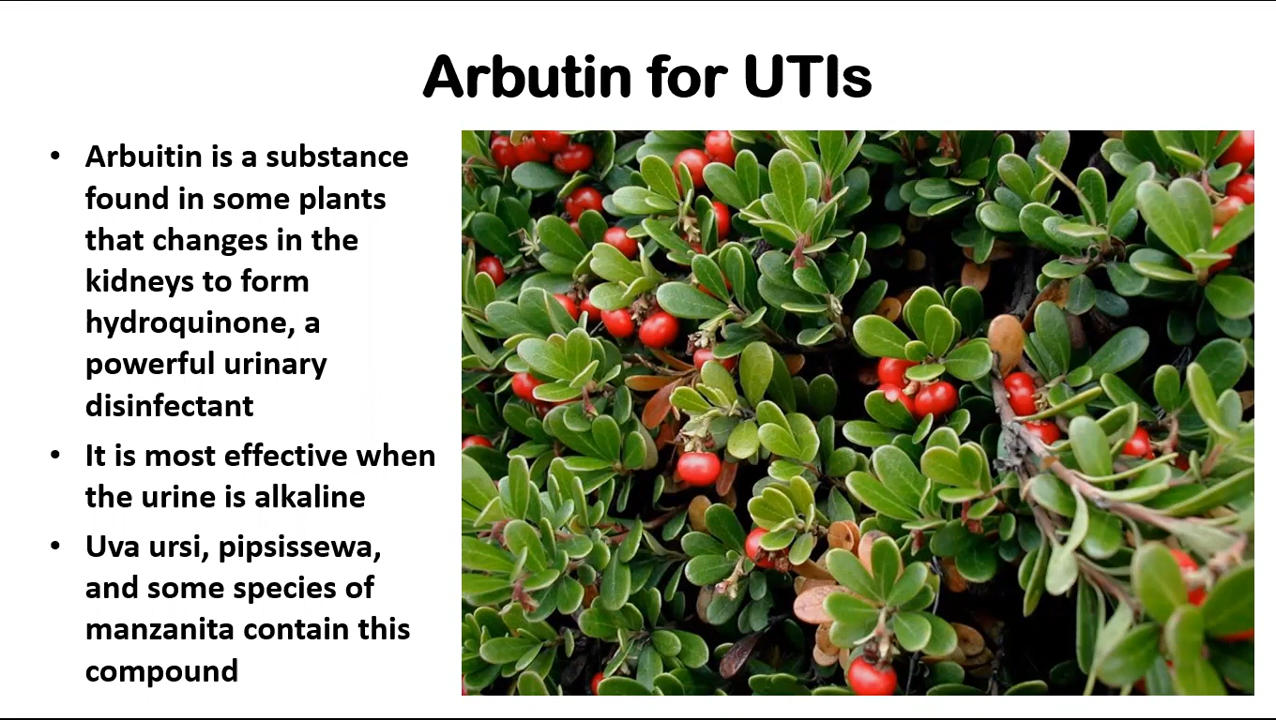 Arbutin for UTIs
• Arbuitin is a substance
found in some plants
that changes in the
kidneys to form
hydroquinone, a
powerful urinary
disinfectant
• It is most effective when
the urine is alkaline
• Uva ursi, pipsissewa,
and some species of
manzanita contain this
compound